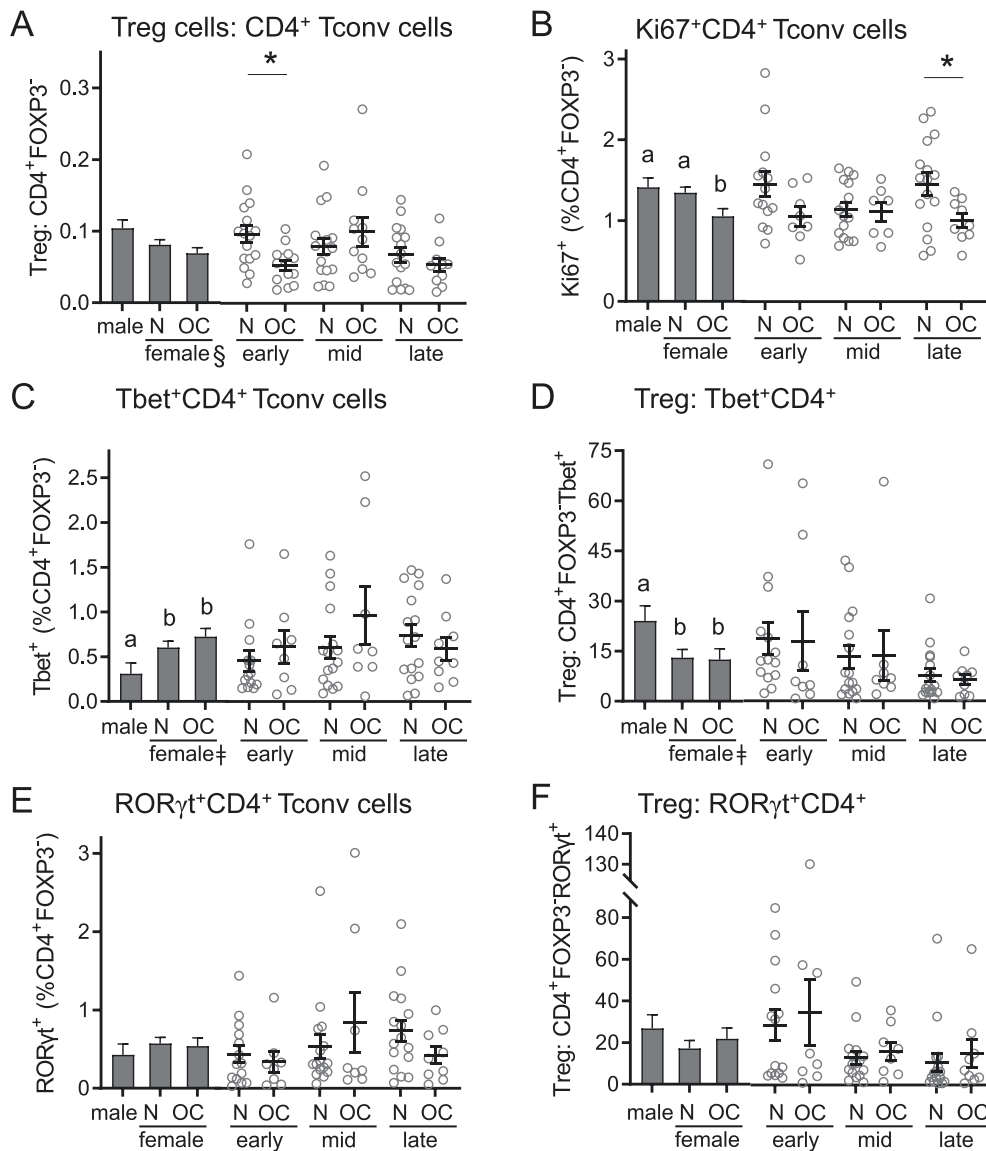 A Treg cells: CD4⁺ Tconv cells
Treg: CD4⁺FOXP3⁻
0.3
0.2
0.1
0.0
*
male N OC N OC N OC N OC
female § early mid late
B Ki67⁺CD4⁺ Tconv cells
Ki67⁺ (%CD4⁺FOXP3⁻)
3
2
1
0
a a b
*
male N OC N OC N OC N OC
female early mid late
C Tbet⁺CD4⁺ Tconv cells
Tbet⁺ (%CD4⁺FOXP3⁻)
2.5
2.0
1.5
1.0
0.5
0.0
a b b
male N OC N OC N OC N OC
female‡ early mid late
D Treg: Tbet⁺CD4⁺
Treg: CD4⁺FOXP3⁻Tbet⁺
75
60
45
30
15
0
a b b
male N OC N OC N OC N OC
female‡ early mid late
E RORγt⁺CD4⁺ Tconv cells
RORγt⁺ (%CD4⁺FOXP3⁻)
3
2
1
0
male N OC N OC N OC N OC
female early mid late
F Treg: RORγt⁺CD4⁺
Treg: CD4⁺FOXP3⁻RORγt⁺
140
130
80
60
40
20
0
male N OC N OC N OC N OC
female early mid late